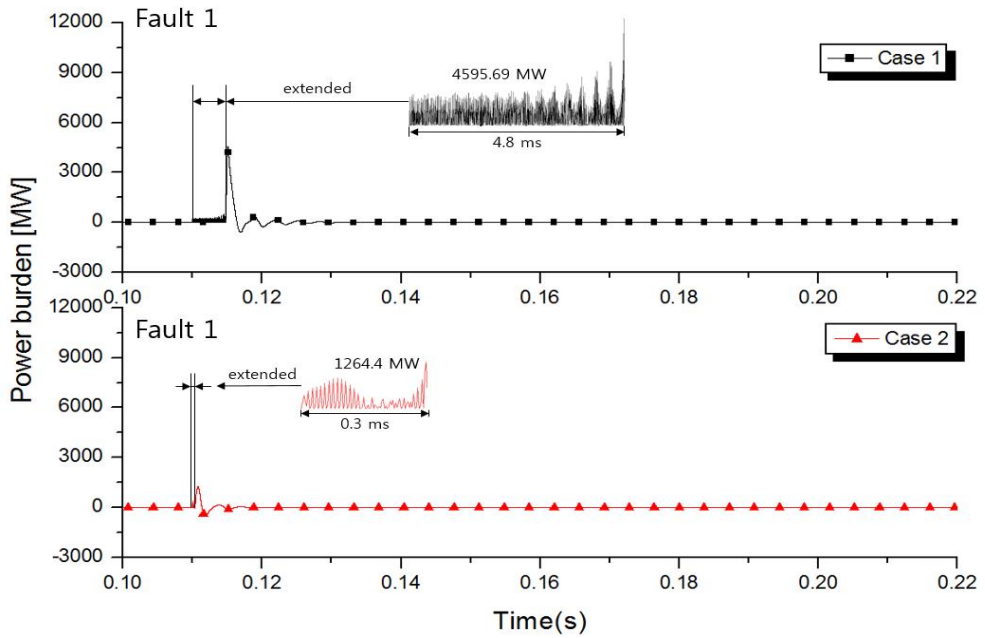 Power burden [MW]
12000
9000
6000
3000
0
-3000
Fault 1
4595.69 MW
extended
4.8 ms
Case 1
0.10 0.12 0.14 0.16 0.18 0.20 0.22
12000
9000
6000
3000
0
-3000
Fault 1
1264.4 MW
extended
0.3 ms
Case 2
0.10 0.12 0.14 0.16 0.18 0.20 0.22
Time(s)